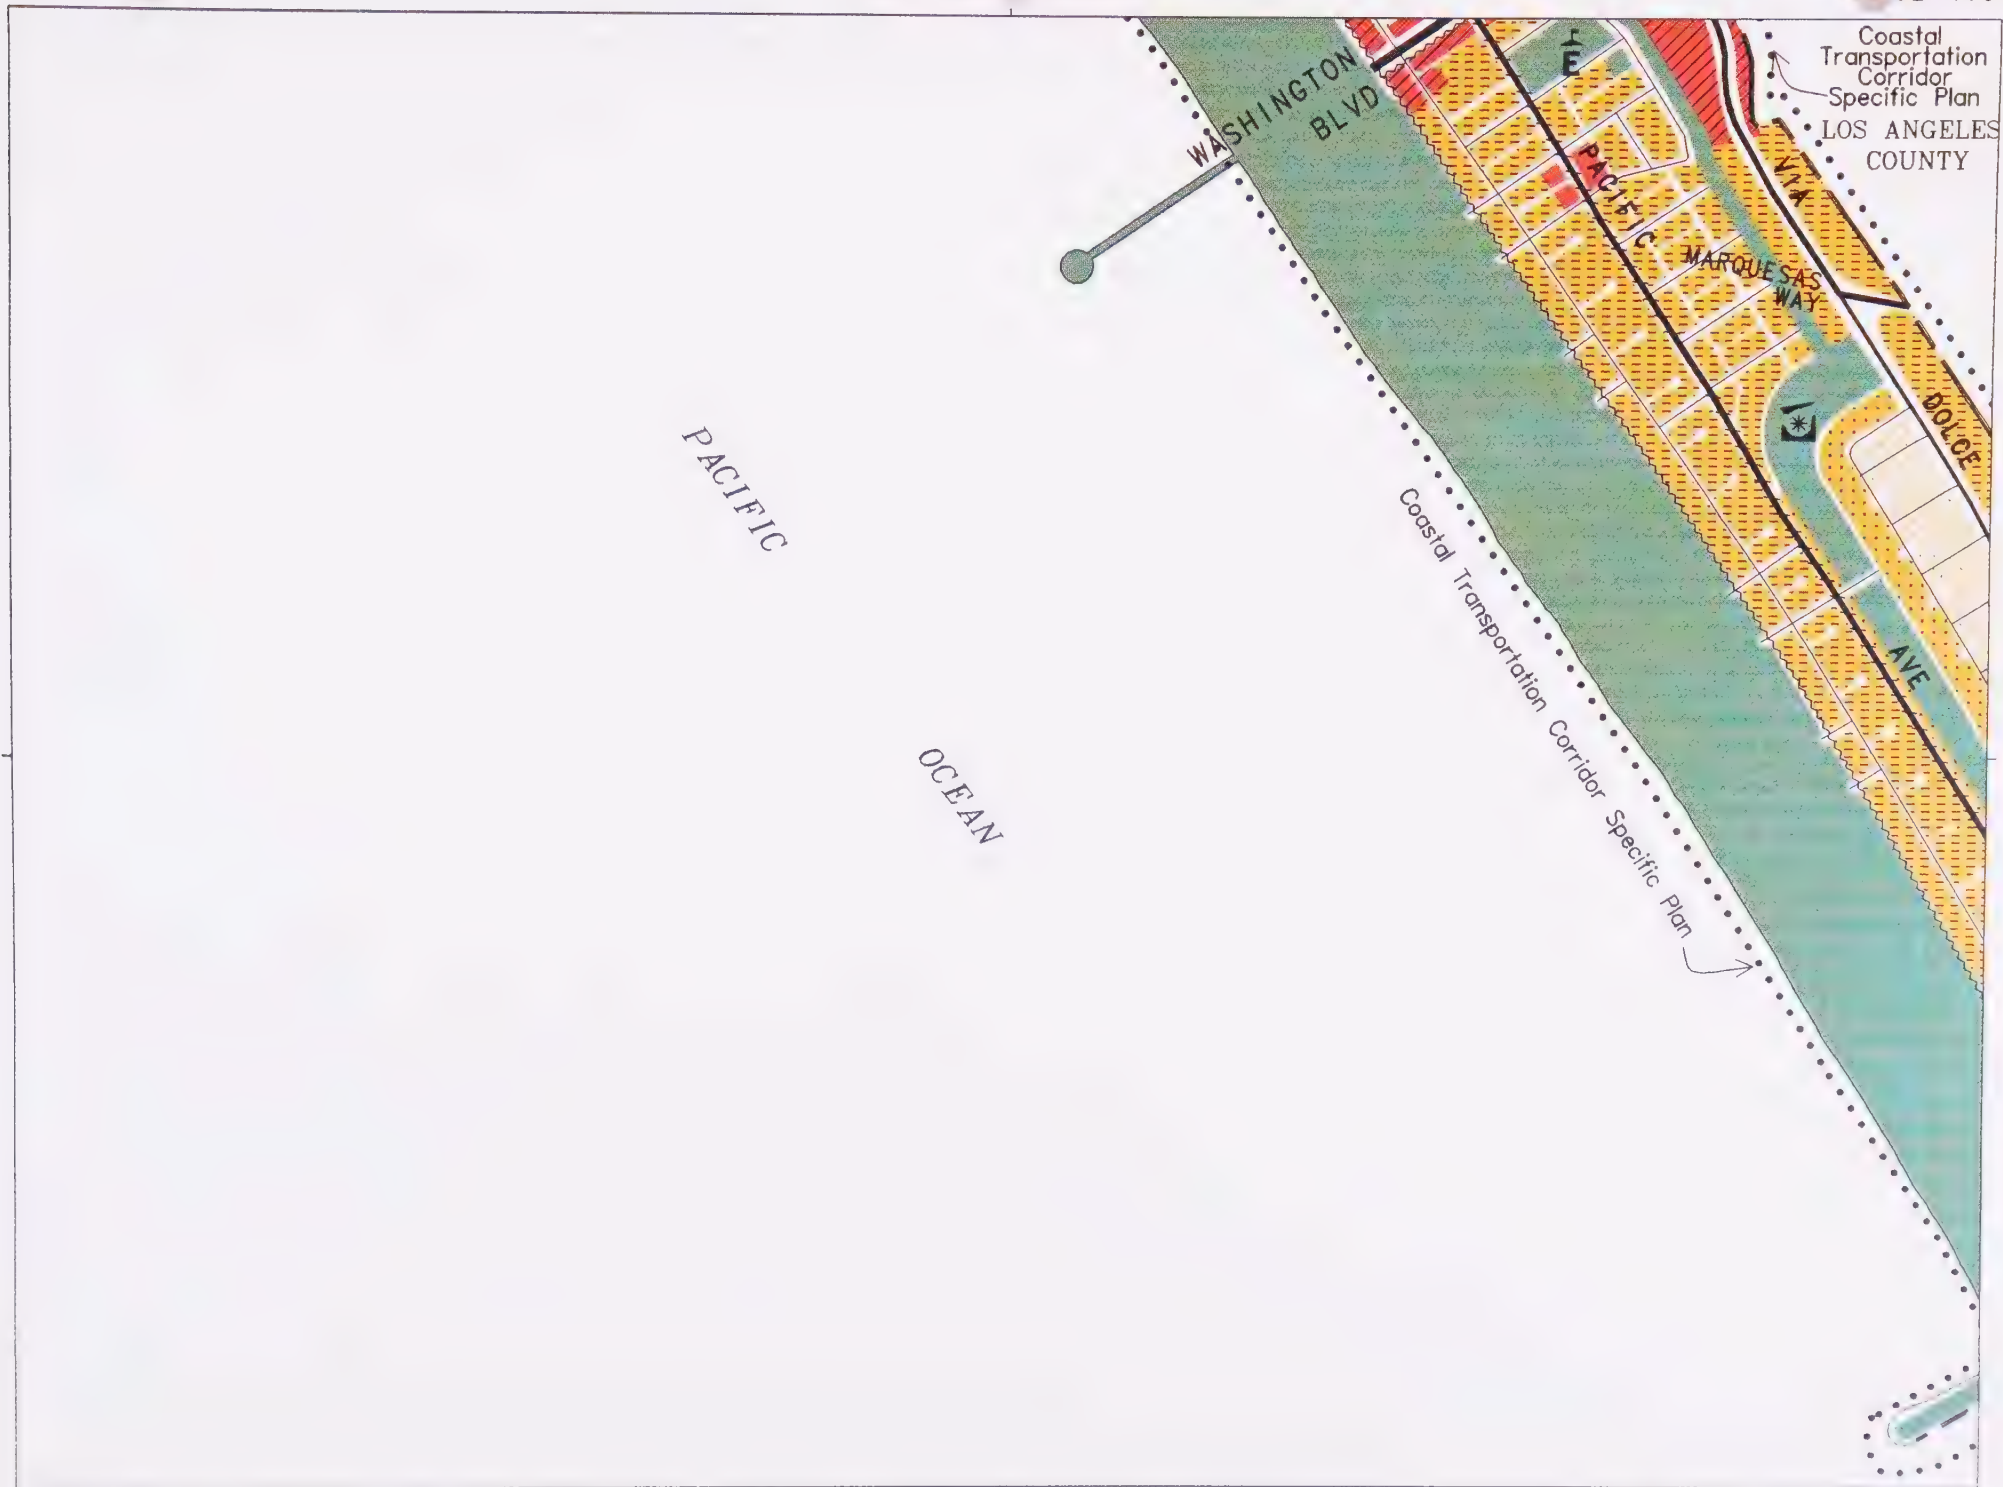 Coastal
Transportation
Corridor
Specific Plan
LOS ANGELES
COUNTY
WASHINGTON
BLVD
E
PACIFIC
AVE
VIA
DOLCE
MARQUESAS
WAY
PACIFIC
OCEAN
Coastal Transportation Corridor Specific Plan